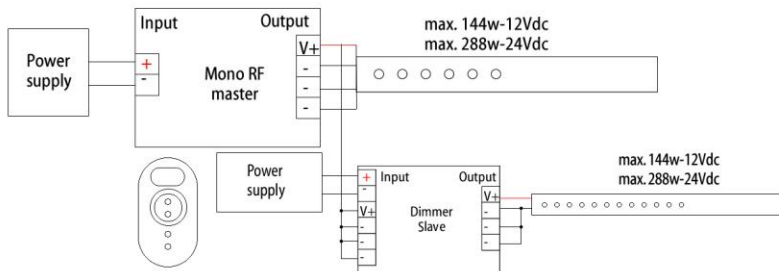 Input Output
Power supply
+
-
Mono RF master
V+
-
-
-
max. 144w-12Vdc
max. 288w-24Vdc
Power supply
+
-
V+
-
-
-
Input Output
Dimmer Slave
V+
-
-
-
max. 144w-12Vdc
max. 288w-24Vdc